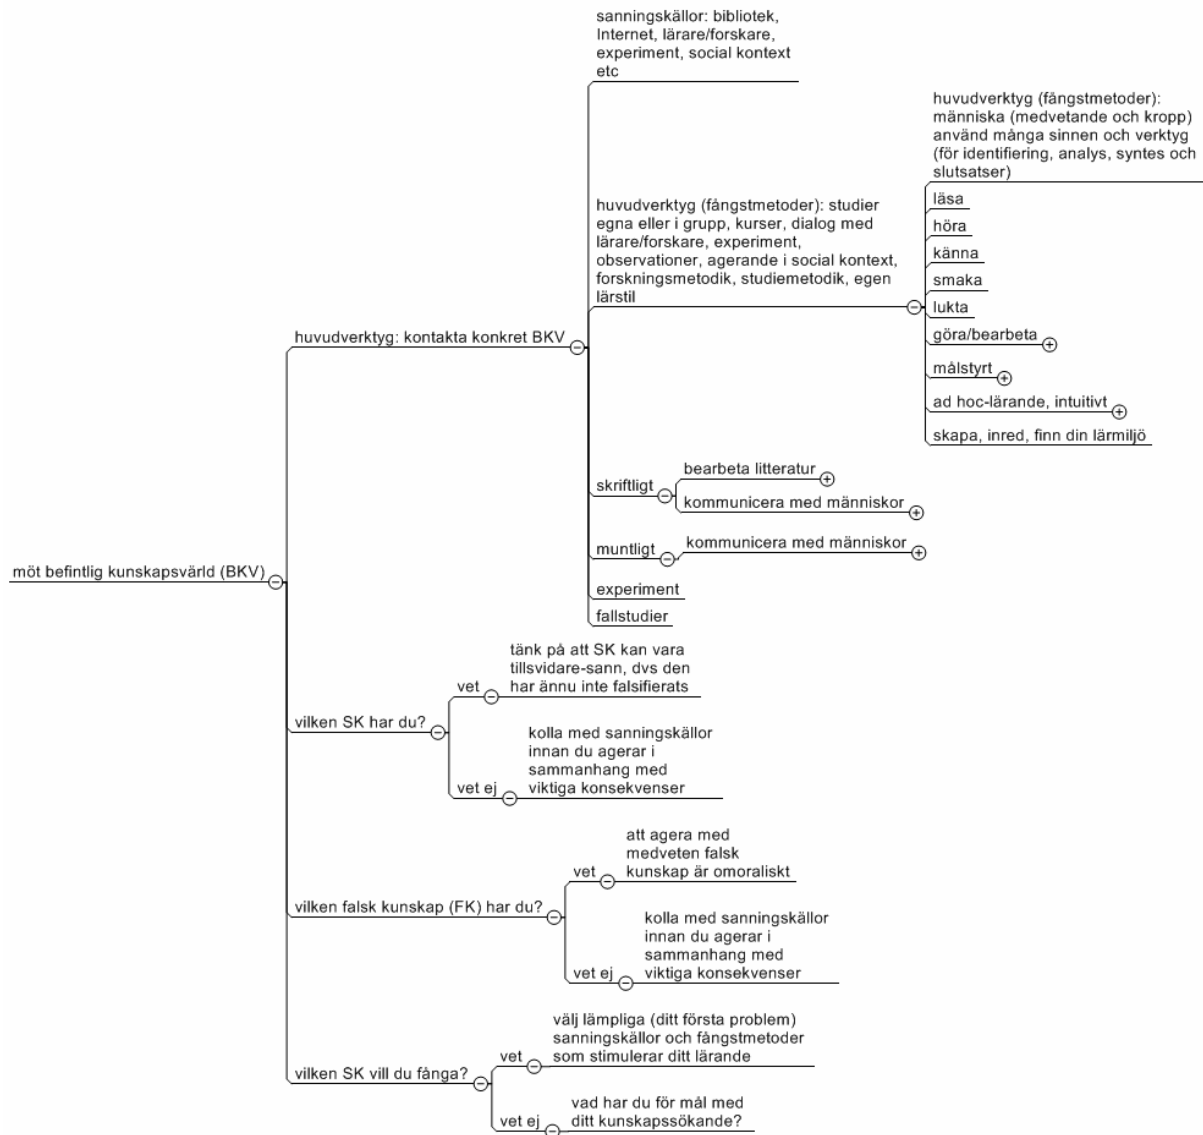 sanningskällor: bibliotek,
Internet, lärare/forskare,
experiment, social kontext
etc
huvudverktyg (fångstmetoder):
människa (medvetande och kropp)
använd många sinnen och verktyg
(för identifiering, analys, syntes och
slutsatser)
läsa
höra
känna
smaka
lukta
göra/bearbeta
målstyrt
ad hoc-lärande, intuitivt
skapa, inred, finn din lärmiljö
huvudverktyg (fångstmetoder): studier
egna eller i grupp, kurser, dialog med
lärare/forskare, experiment,
observationer, agerande i social kontext,
forskningsmetodik, studiemetodik, egen
lärstil
huvudverktyg: kontakta konkret BKV
skriftligt
bearbeta litteratur
kommunicera med människor
muntligt
kommunicera med människor
experiment
fallstudier
möt befintlig kunskapsvärld (BKV)
vilken SK har du?
vet
tänk på att SK kan vara
tillsvidare-sann, dvs den
har ännu inte falsifierats
vet ej
kolla med sanningskällor
innan du agerar i
sammanhang med
viktiga konsekvenser
vilken falsk kunskap (FK) har du?
vet
att agera med
medveten falsk
kunskap är omoraliskt
vet ej
kolla med sanningskällor
innan du agerar i
sammanhang med
viktiga konsekvenser
vilken SK vill du fånga?
vet
välj lämpliga (ditt första problem)
sanningskällor och fångstmetoder
som stimulerar ditt lärande
vet ej
vad har du för mål med
ditt kunskapssökande?